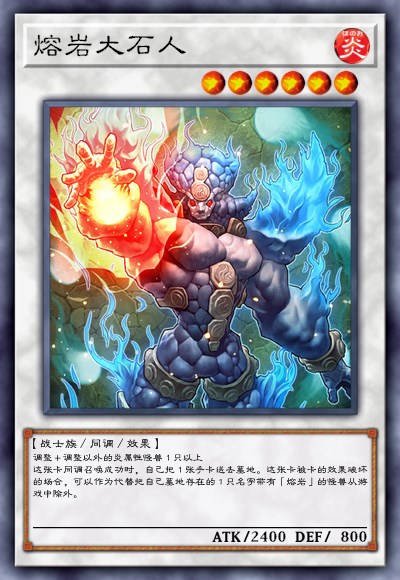 熔岩大石人
ほのお
炎
【战士族／同调／效果】
调整＋调整以外的炎属性怪兽１只以上
这张卡同调召唤成功时，自己把１张手卡送去墓地。这张卡被卡的效果破坏
的场合，可以作为代替把自己墓地存在的１只名字带有「熔岩」的怪兽从游
戏中除外。
ATK/2400 DEF/ 800